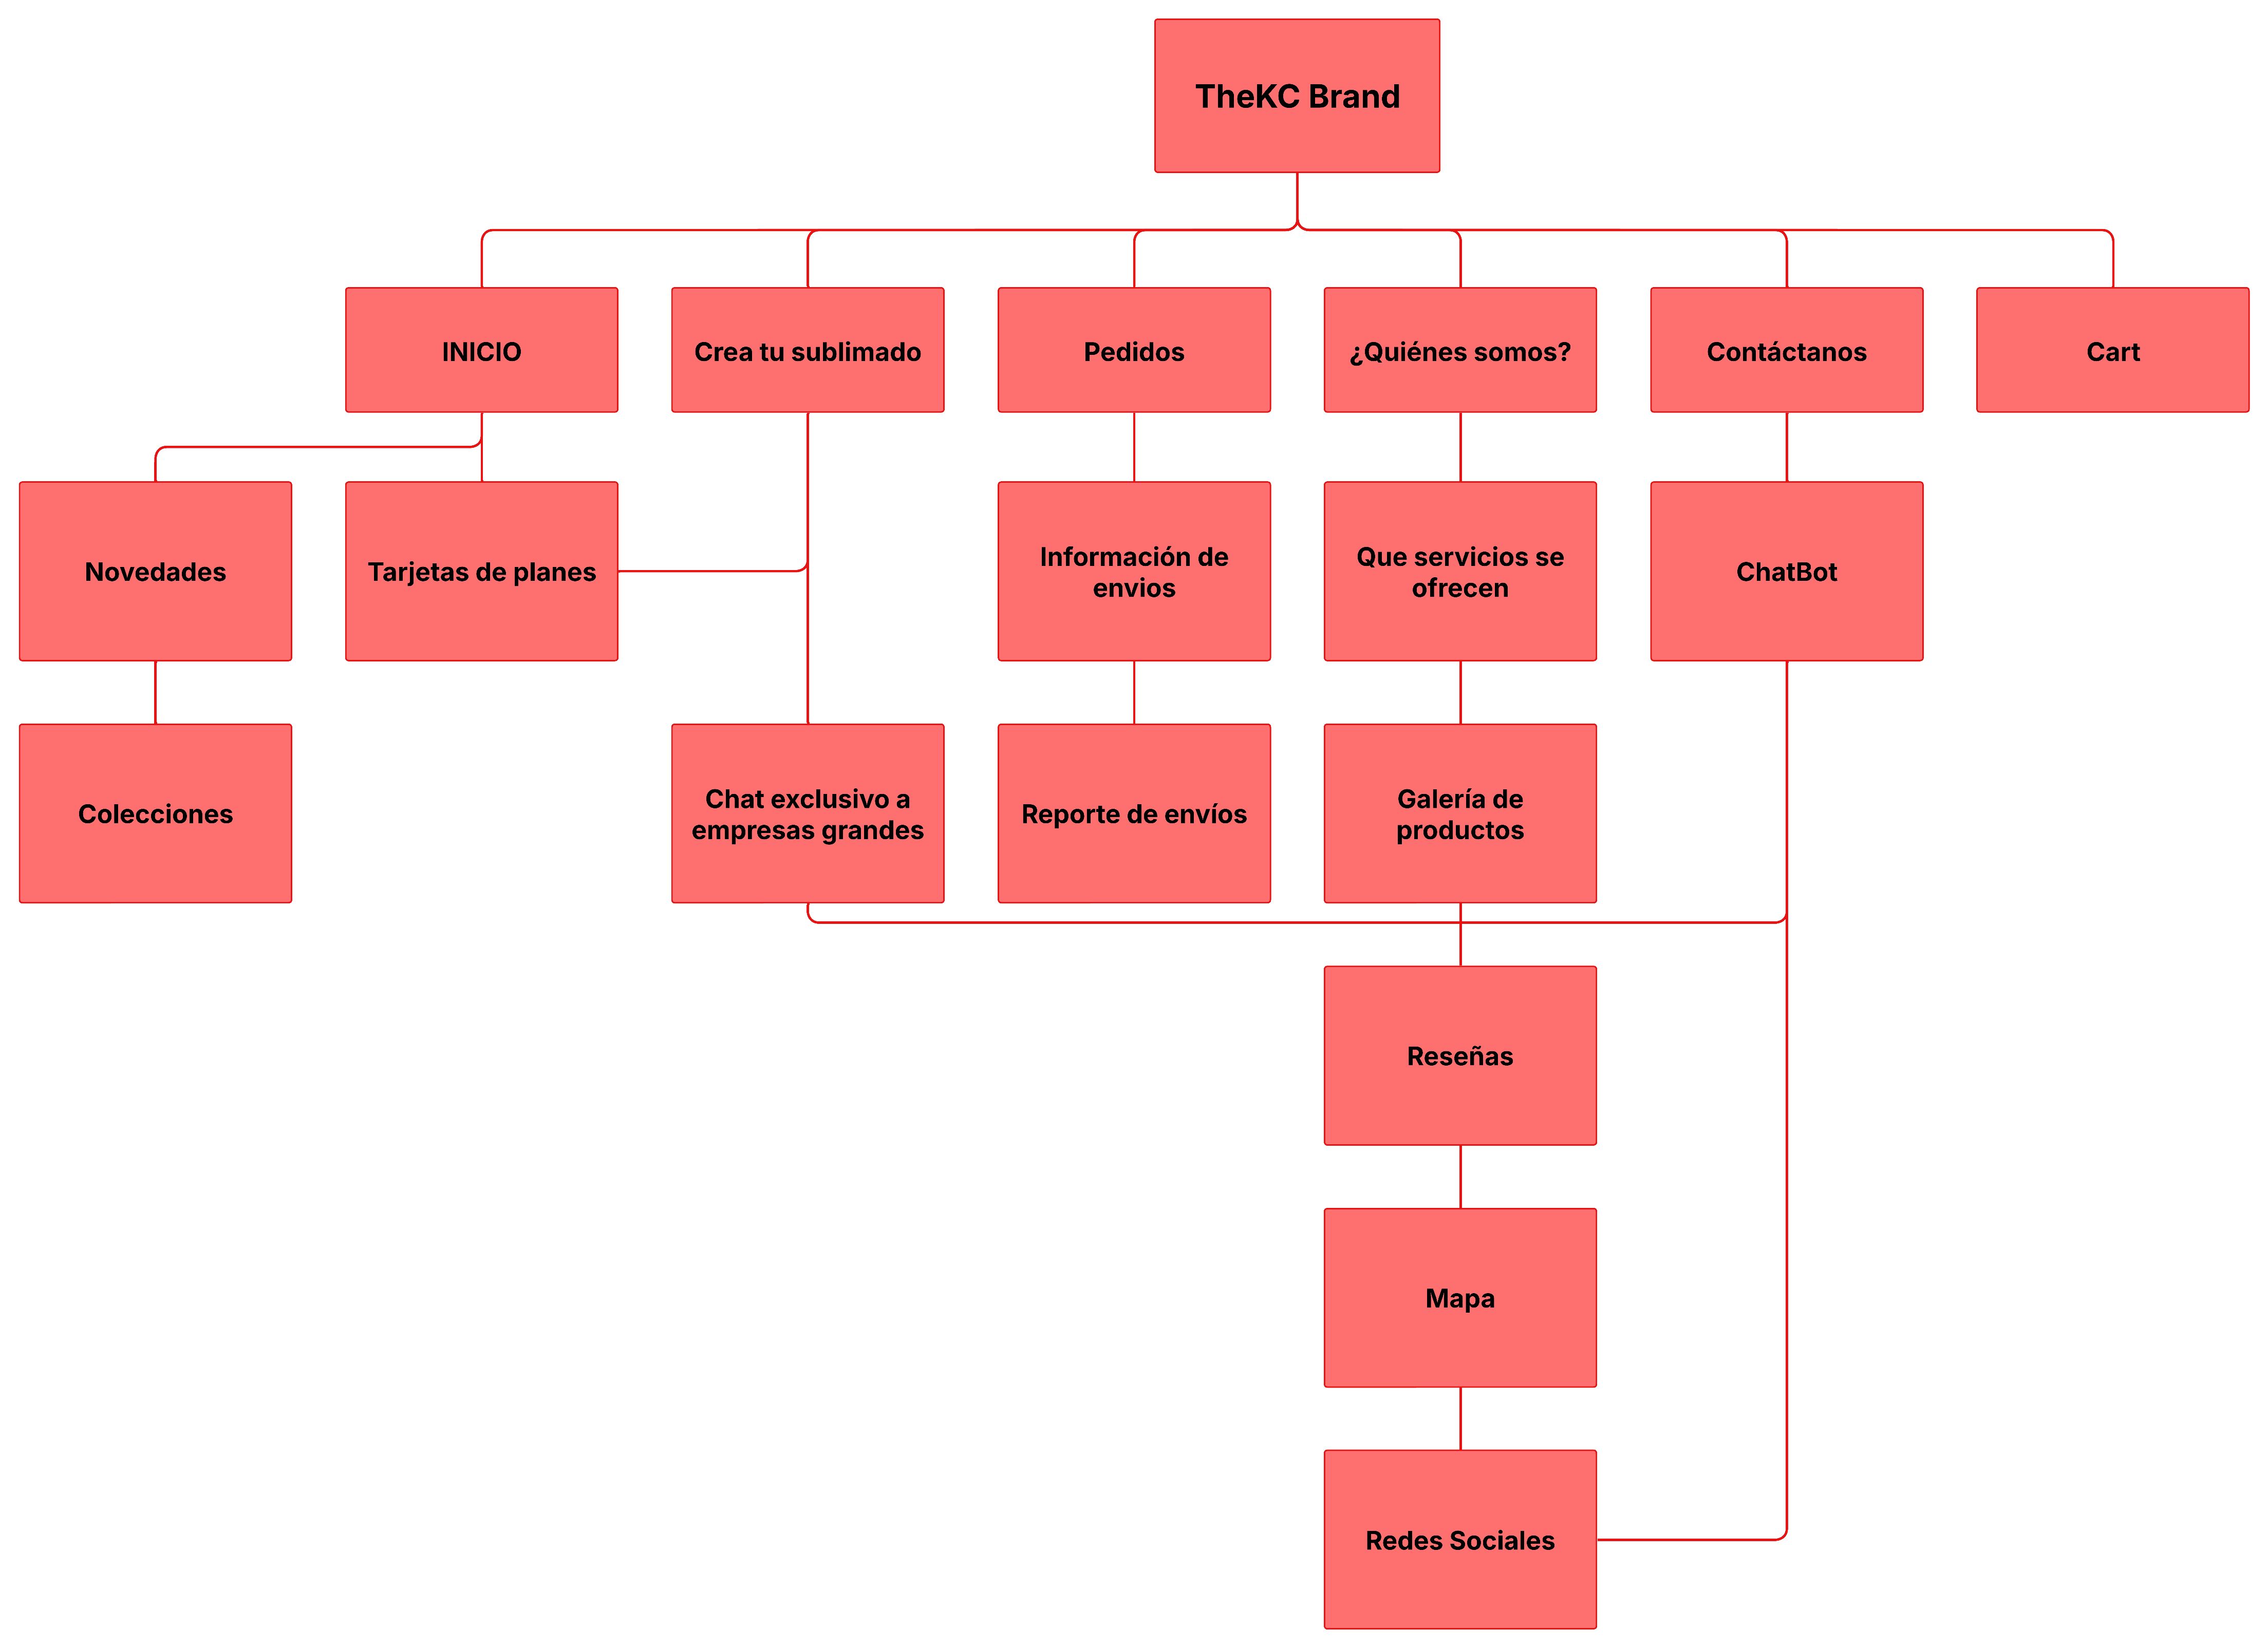 TheKC Brand
INICIO
Crea tu sublimado
Pedidos
¿Quiénes somos?
Contáctanos
Cart
Novedades
Tarjetas de planes
Información de
envios
Que servicios se
ofrecen
ChatBot
Colecciones
Chat exclusivo a
empresas grandes
Reporte de envíos
Galería de
productos
Reseñas
Mapa
Redes Sociales